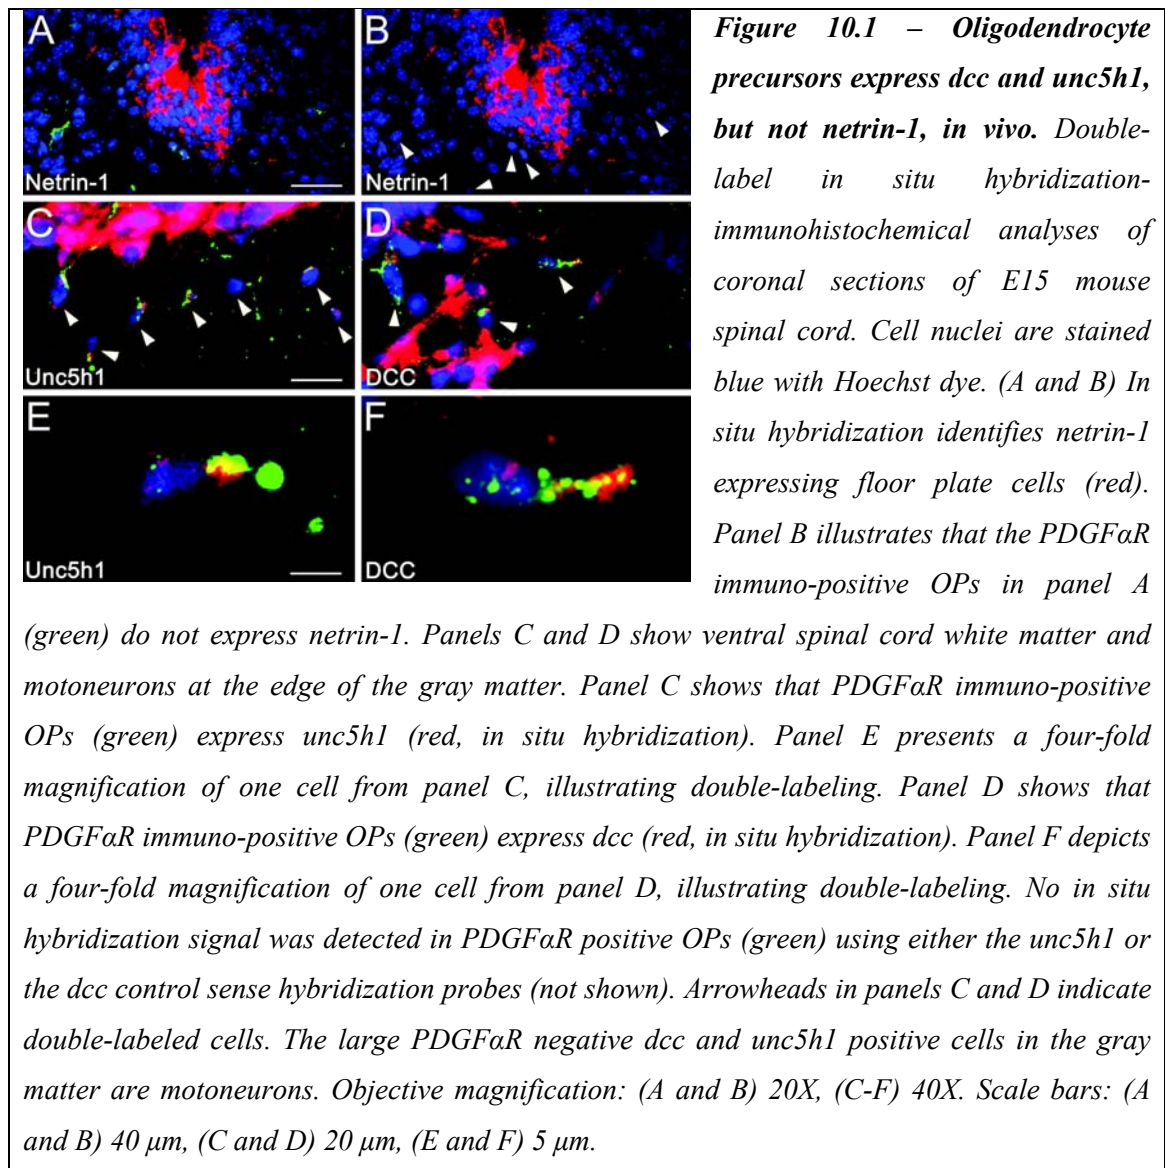 A
Netrin-1
B
Netrin-1
C
Unc5h1
D
DCC
E
Unc5h1
F
DCC
Figure 10.1 – Oligodendrocyte
precursors express dcc and unc5h1,
but not netrin-1, in vivo. Double-
label in situ hybridization-
immunohistochemical analyses of
coronal sections of E15 mouse
spinal cord. Cell nuclei are stained
blue with Hoechst dye. (A and B) In
situ hybridization identifies netrin-1
expressing floor plate cells (red).
Panel B illustrates that the PDGFαR
immuno-positive OPs in panel A
(green) do not express netrin-1. Panels C and D show ventral spinal cord white matter and
motoneurons at the edge of the gray matter. Panel C shows that PDGFαR immuno-positive
OPs (green) express unc5h1 (red, in situ hybridization). Panel E presents a four-fold
magnification of one cell from panel C, illustrating double-labeling. Panel D shows that
PDGFαR immuno-positive OPs (green) express dcc (red, in situ hybridization). Panel F depicts
a four-fold magnification of one cell from panel D, illustrating double-labeling. No in situ
hybridization signal was detected in PDGFαR positive OPs (green) using either the unc5h1 or
the dcc control sense hybridization probes (not shown). Arrowheads in panels C and D indicate
double-labeled cells. The large PDGFαR negative dcc and unc5h1 positive cells in the gray
matter are motoneurons. Objective magnification: (A and B) 20X, (C-F) 40X. Scale bars: (A
and B) 40 μm, (C and D) 20 μm, (E and F) 5 μm.